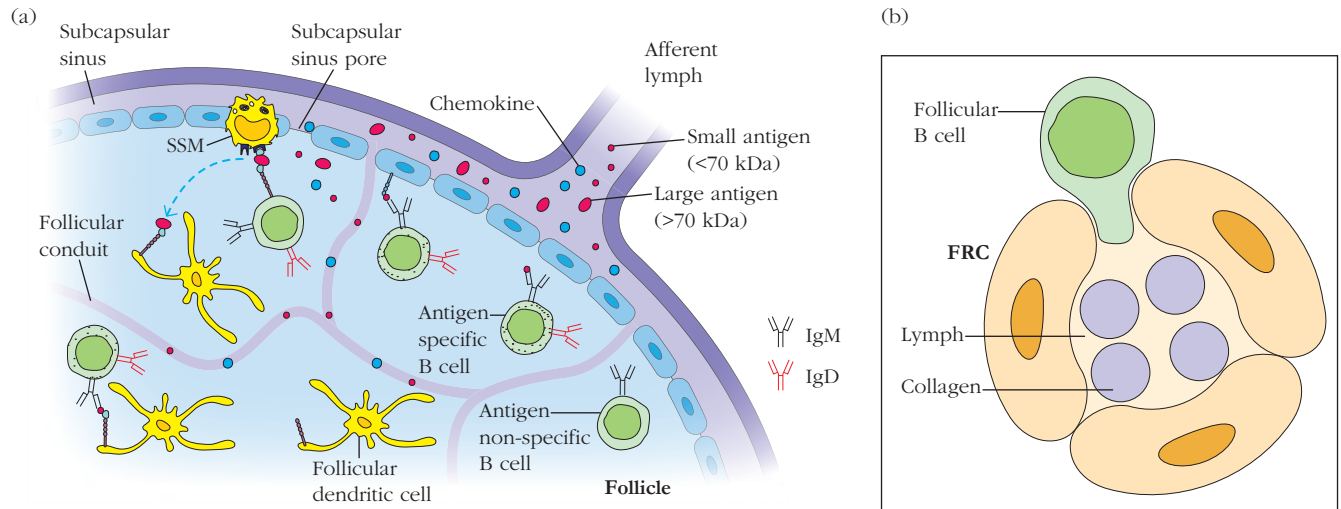 (a)
Subcapsular
sinus
Subcapsular
sinus pore
Afferent
lymph
Chemokine
Small antigen
(<70 kDa)
SSM
Large antigen
(>70 kDa)
Follicular
conduit
Antigen
specific
B cell
IgM
IgD
Antigen
non-specific
B cell
Follicular
dendritic cell
Follicle
(b)
Follicular
B cell
FRC
Lymph
Collagen